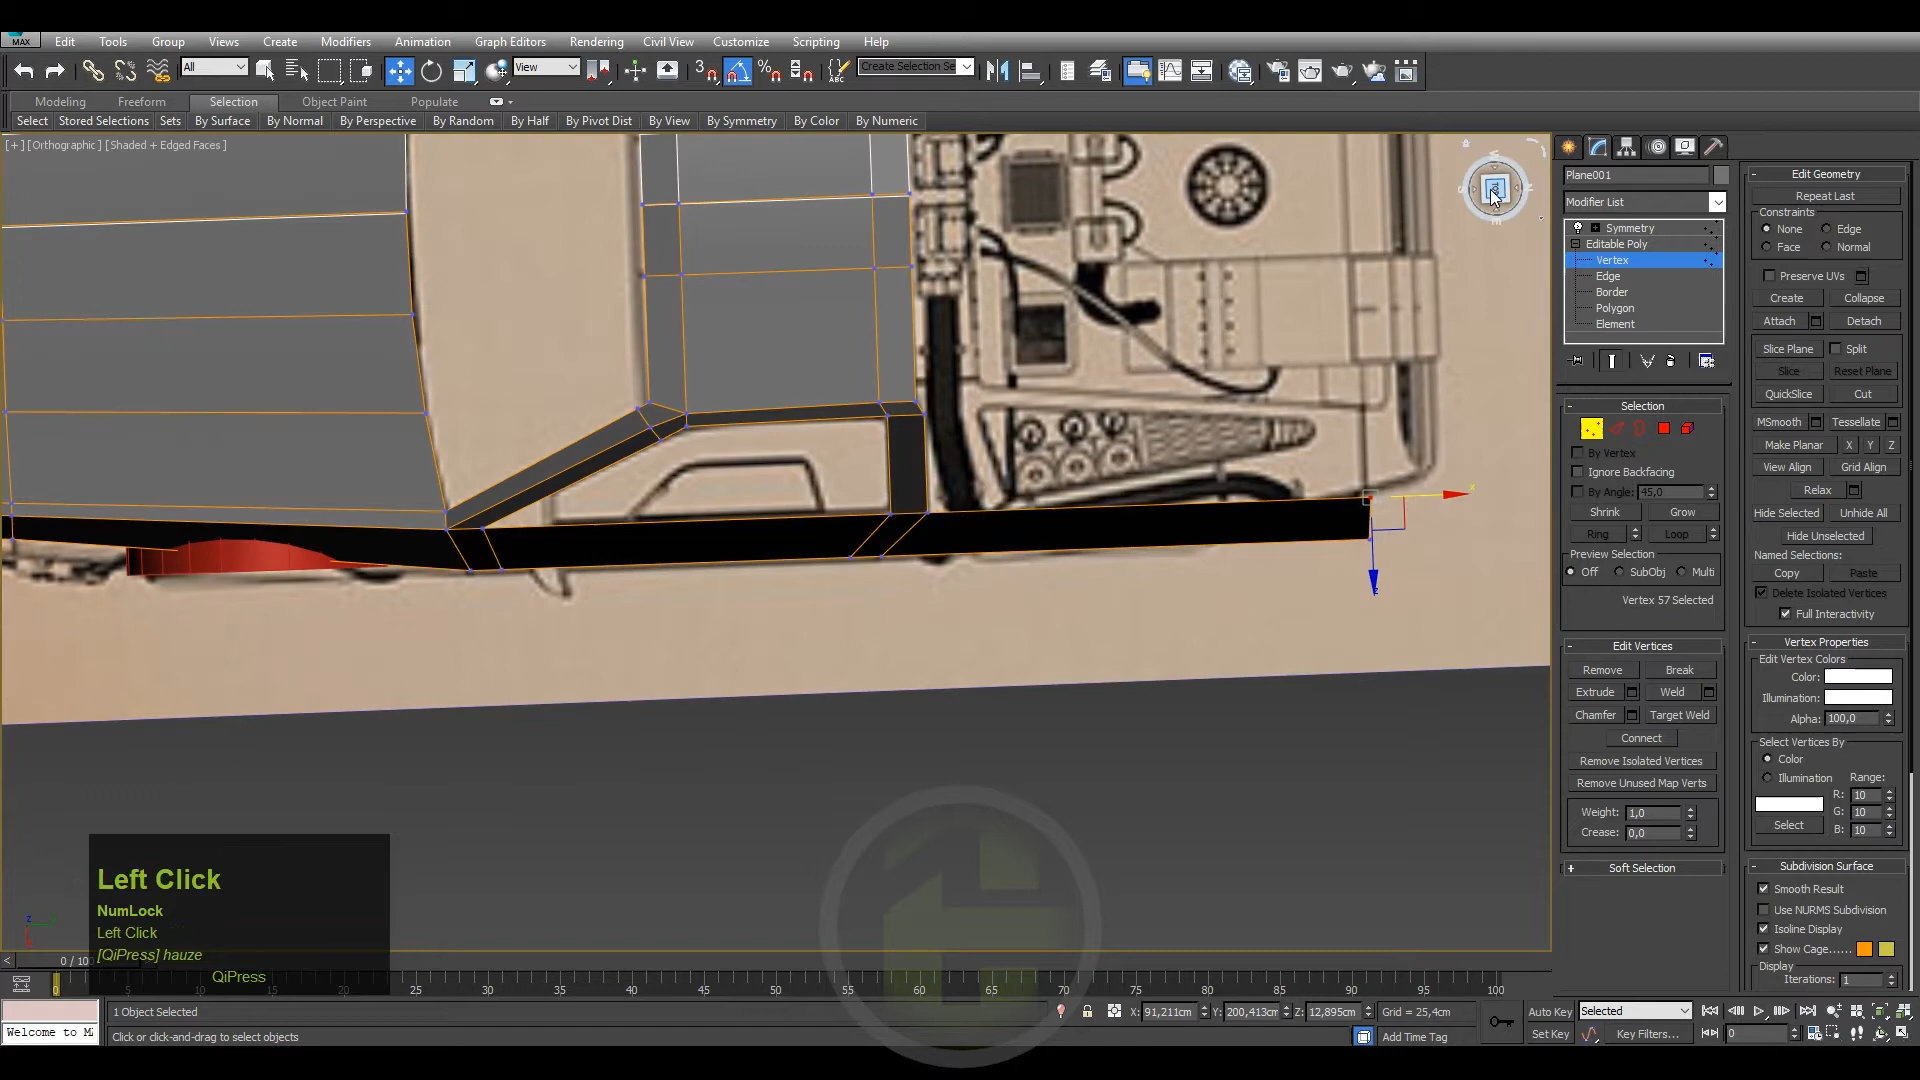 MAX
Edit Tools Group Views Create Modifiers Animation Graph Editors Rendering Civil View Customize Scripting Help
All
View
3
%
ABC
Create Selection Se
Modeling Freeform Selection Object Paint Populate
Select Stored Selections Sets By Surface By Normal By Perspective By Random By Half By Pivot Dist By View By Symmetry By Color By Numeric
[+] [Orthographic] [Shaded + Edged Faces]
Plane001
Modifier List
Symmetry
Editable Poly
Vertex
Edge
Border
Polygon
Element
Selection
By Vertex
Ignore Backfacing
By Angle: 45,0
Shrink Grow
Ring Loop
Preview Selection
Off SubObj Multi
Vertex 57 Selected
Edit Vertices
Remove Break
Extrude Weld
Chamfer Target Weld
Connect
Remove Isolated Vertices
Remove Unused Map Verts
Weight: 1,0
Crease: 0,0
Soft Selection
Edit Geometry
Repeat Last
Constraints
None Edge
Face Normal
Preserve UVs
Create Collapse
Attach Detach
Slice Plane Split
Slice Reset Plane
QuickSlice Cut
MSmooth Tessellate
Make Planar X Y Z
View Align Grid Align
Relax
Hide Selected Unhide All
Hide Unselected
Named Selections:
Copy Paste
Delete Isolated Vertices
Full Interactivity
Vertex Properties
Edit Vertex Colors
Color:
Illumination:
Alpha: 100,0
Select Vertices By
Color
Illumination Range:
R: 10
G: 10
Select B: 10
Subdivision Surface
Smooth Result
Use NURMS Subdivision
Isoline Display
Show Cage......
Display
Iterations: 1
x
z
Left Click
NumLock
Left Click
[QiPress] hauze
QiPress
z
0 / 100
0 5 10 15 20 25 30 35 40 45 50 55 60 65 70 75 80 85 90 95 100
1 Object Selected
X: 91,211cm Y: 200,413cm Z: 12,895cm Grid = 25,4cm
Auto Key Selected
Welcome to M
Click or click-and-drag to select objects
Add Time Tag
Set Key Key Filters...
0